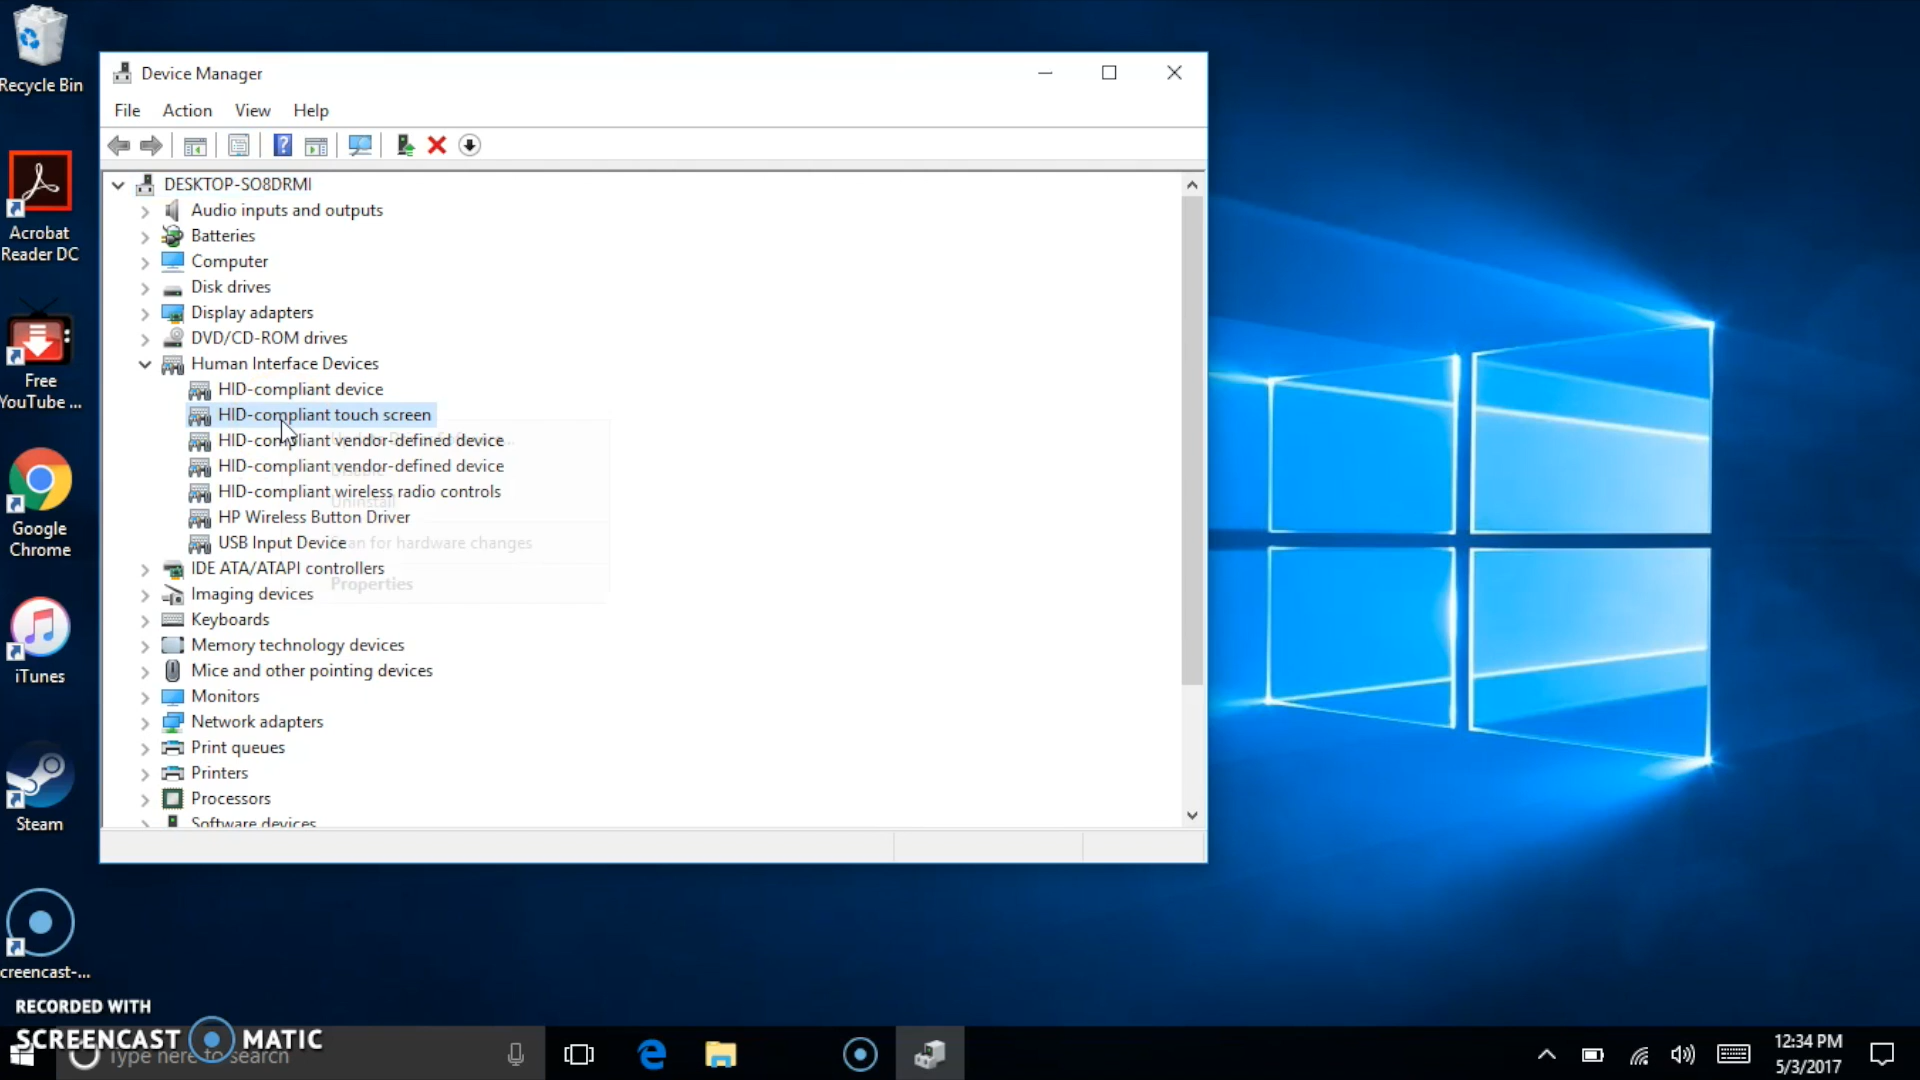 Recycle Bin
Acrobat
Reader DC
Free
YouTube ...
Google
Chrome
iTunes
Steam
creencast-...
Device Manager
File Action View Help
DESKTOP-SO8DRMI
Audio inputs and outputs
Batteries
Computer
Disk drives
Display adapters
DVD/CD-ROM drives
Human Interface Devices
HID-compliant device
HID-compliant touch screen
HID-compliant vendor-defined device
HID-compliant vendor-defined device
HID-compliant wireless radio controls
Uninstall
HP Wireless Button Driver
USB Input Device
Scan for hardware changes
IDE ATA/ATAPI controllers
Properties
Imaging devices
Keyboards
Memory technology devices
Mice and other pointing devices
Monitors
Network adapters
Print queues
Printers
Processors
Software devices
RECORDED WITH
SCREENCAST MATIC
Type here to search
12:34 PM
5/3/2017